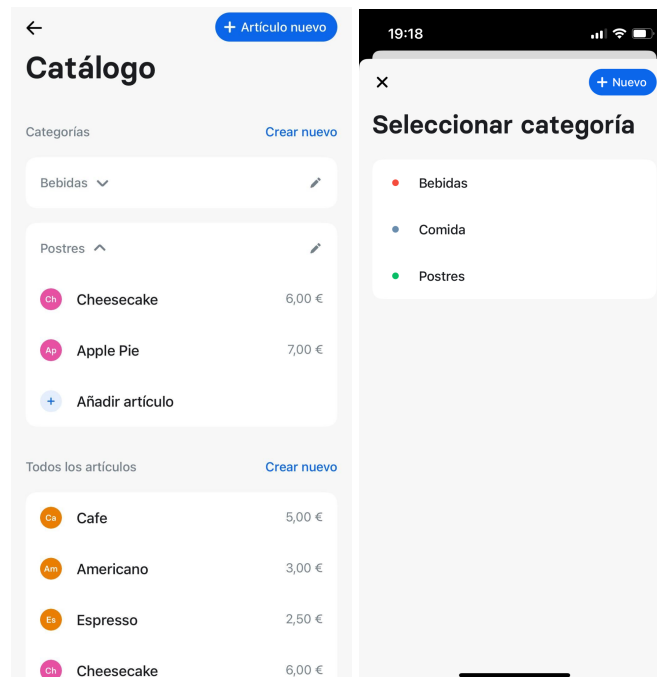 + Artículo nuevo
Catálogo
Categorías Crear nuevo
Bebidas
Postres
Ch Cheesecake 6,00 €
Ap Apple Pie 7,00 €
+ Añadir artículo
Todos los artículos Crear nuevo
Ca Cafe 5,00 €
Am Americano 3,00 €
Es Espresso 2,50 €
Ch Cheesecake 6,00 €
19:18
+ Nuevo
Seleccionar categoría
Bebidas
Comida
Postres